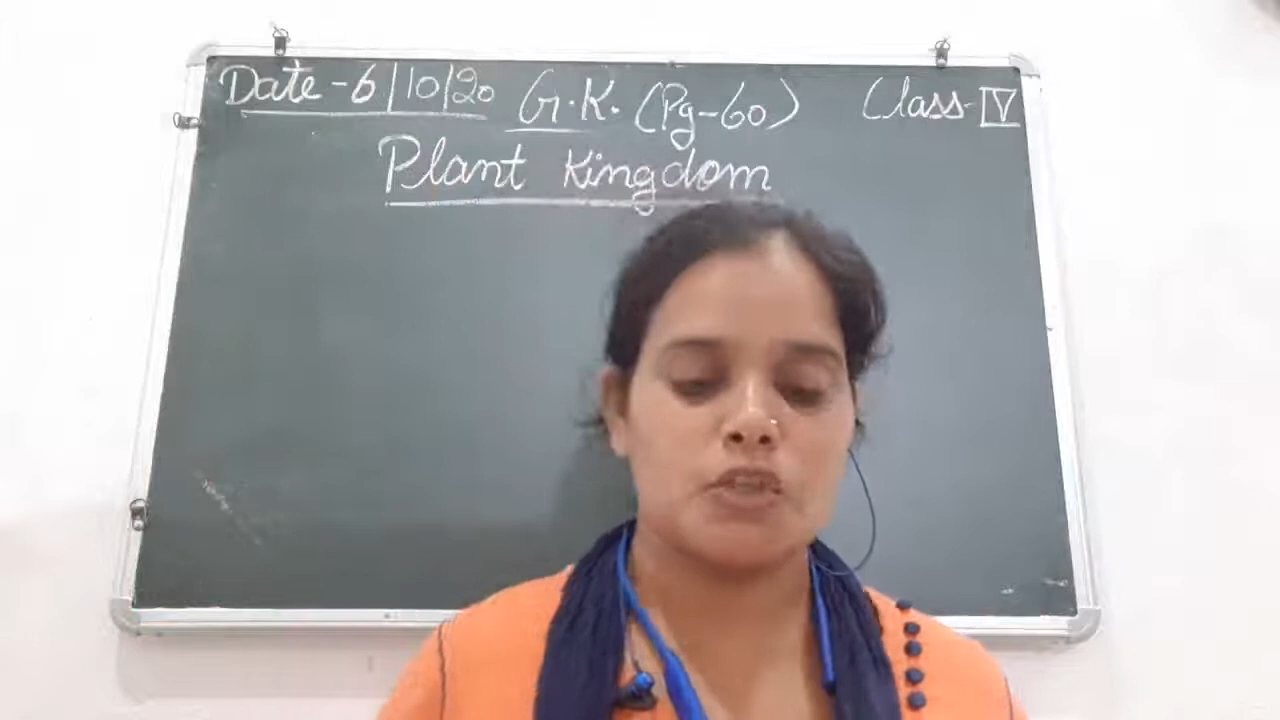 Date - 6/10/20 G.K. (Pg-60) Class-IV
Plant Kingdom